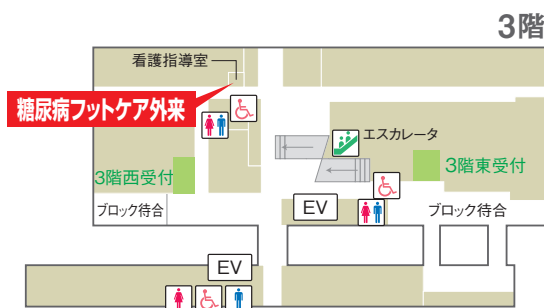 3階
看護指導室
糖尿病フットケア外来
エスカレータ
3階西受付
3階東受付
ブロック待合
EV
ブロック待合
EV